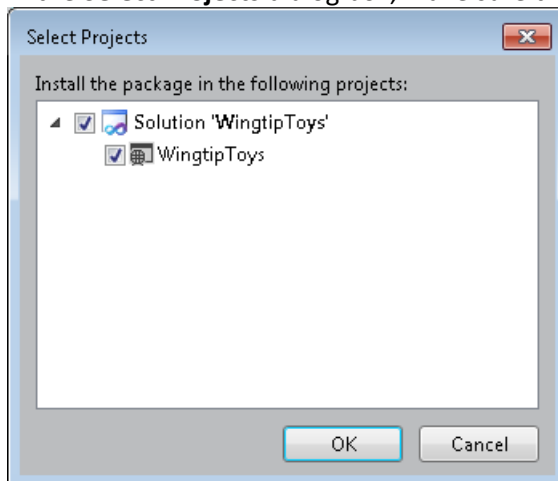 Select Projects
Install the package in the following projects:
Solution 'WingtipToys'
WingtipToys
OK Cancel